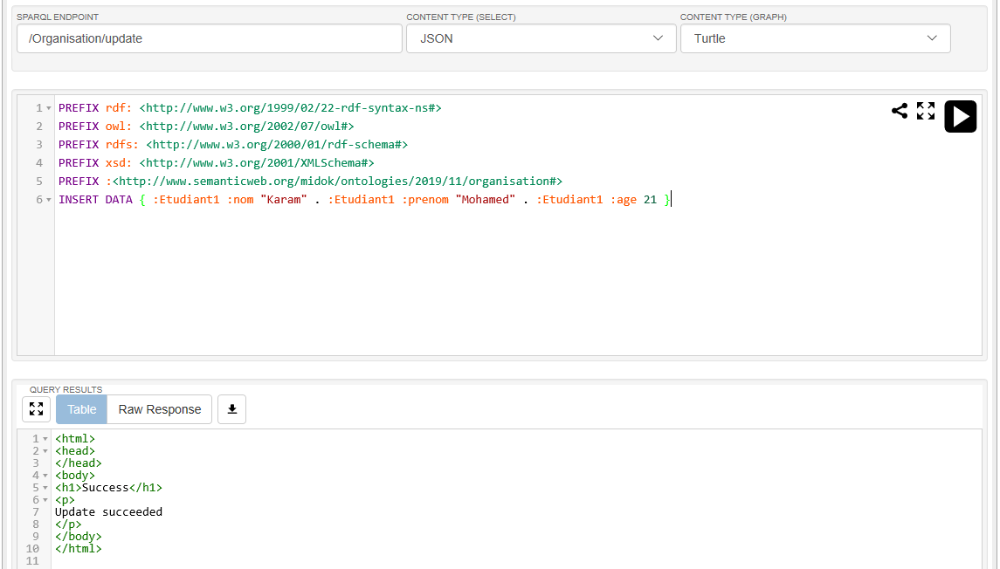 SPARQL ENDPOINT
CONTENT TYPE (SELECT)
CONTENT TYPE (GRAPH)
/Organisation/update
JSON
Turtle
1 PREFIX rdf: <http://www.w3.org/1999/02/22-rdf-syntax-ns#>
2 PREFIX owl: <http://www.w3.org/2002/07/owl#>
3 PREFIX rdfs: <http://www.w3.org/2000/01/rdf-schema#>
4 PREFIX xsd: <http://www.w3.org/2001/XMLSchema#>
5 PREFIX :<http://www.semanticweb.org/midok/ontologies/2019/11/organisation#>
6 INSERT DATA { :Etudiant1 :nom "Karam" . :Etudiant1 :prenom "Mohamed" . :Etudiant1 :age 21 }
QUERY RESULTS
Table
Raw Response
1 <html>
2 <head>
3 </head>
4 <body>
5 <h1>Success</h1>
6 <p>
7 Update succeeded
8 </p>
9 </body>
10 </html>
11